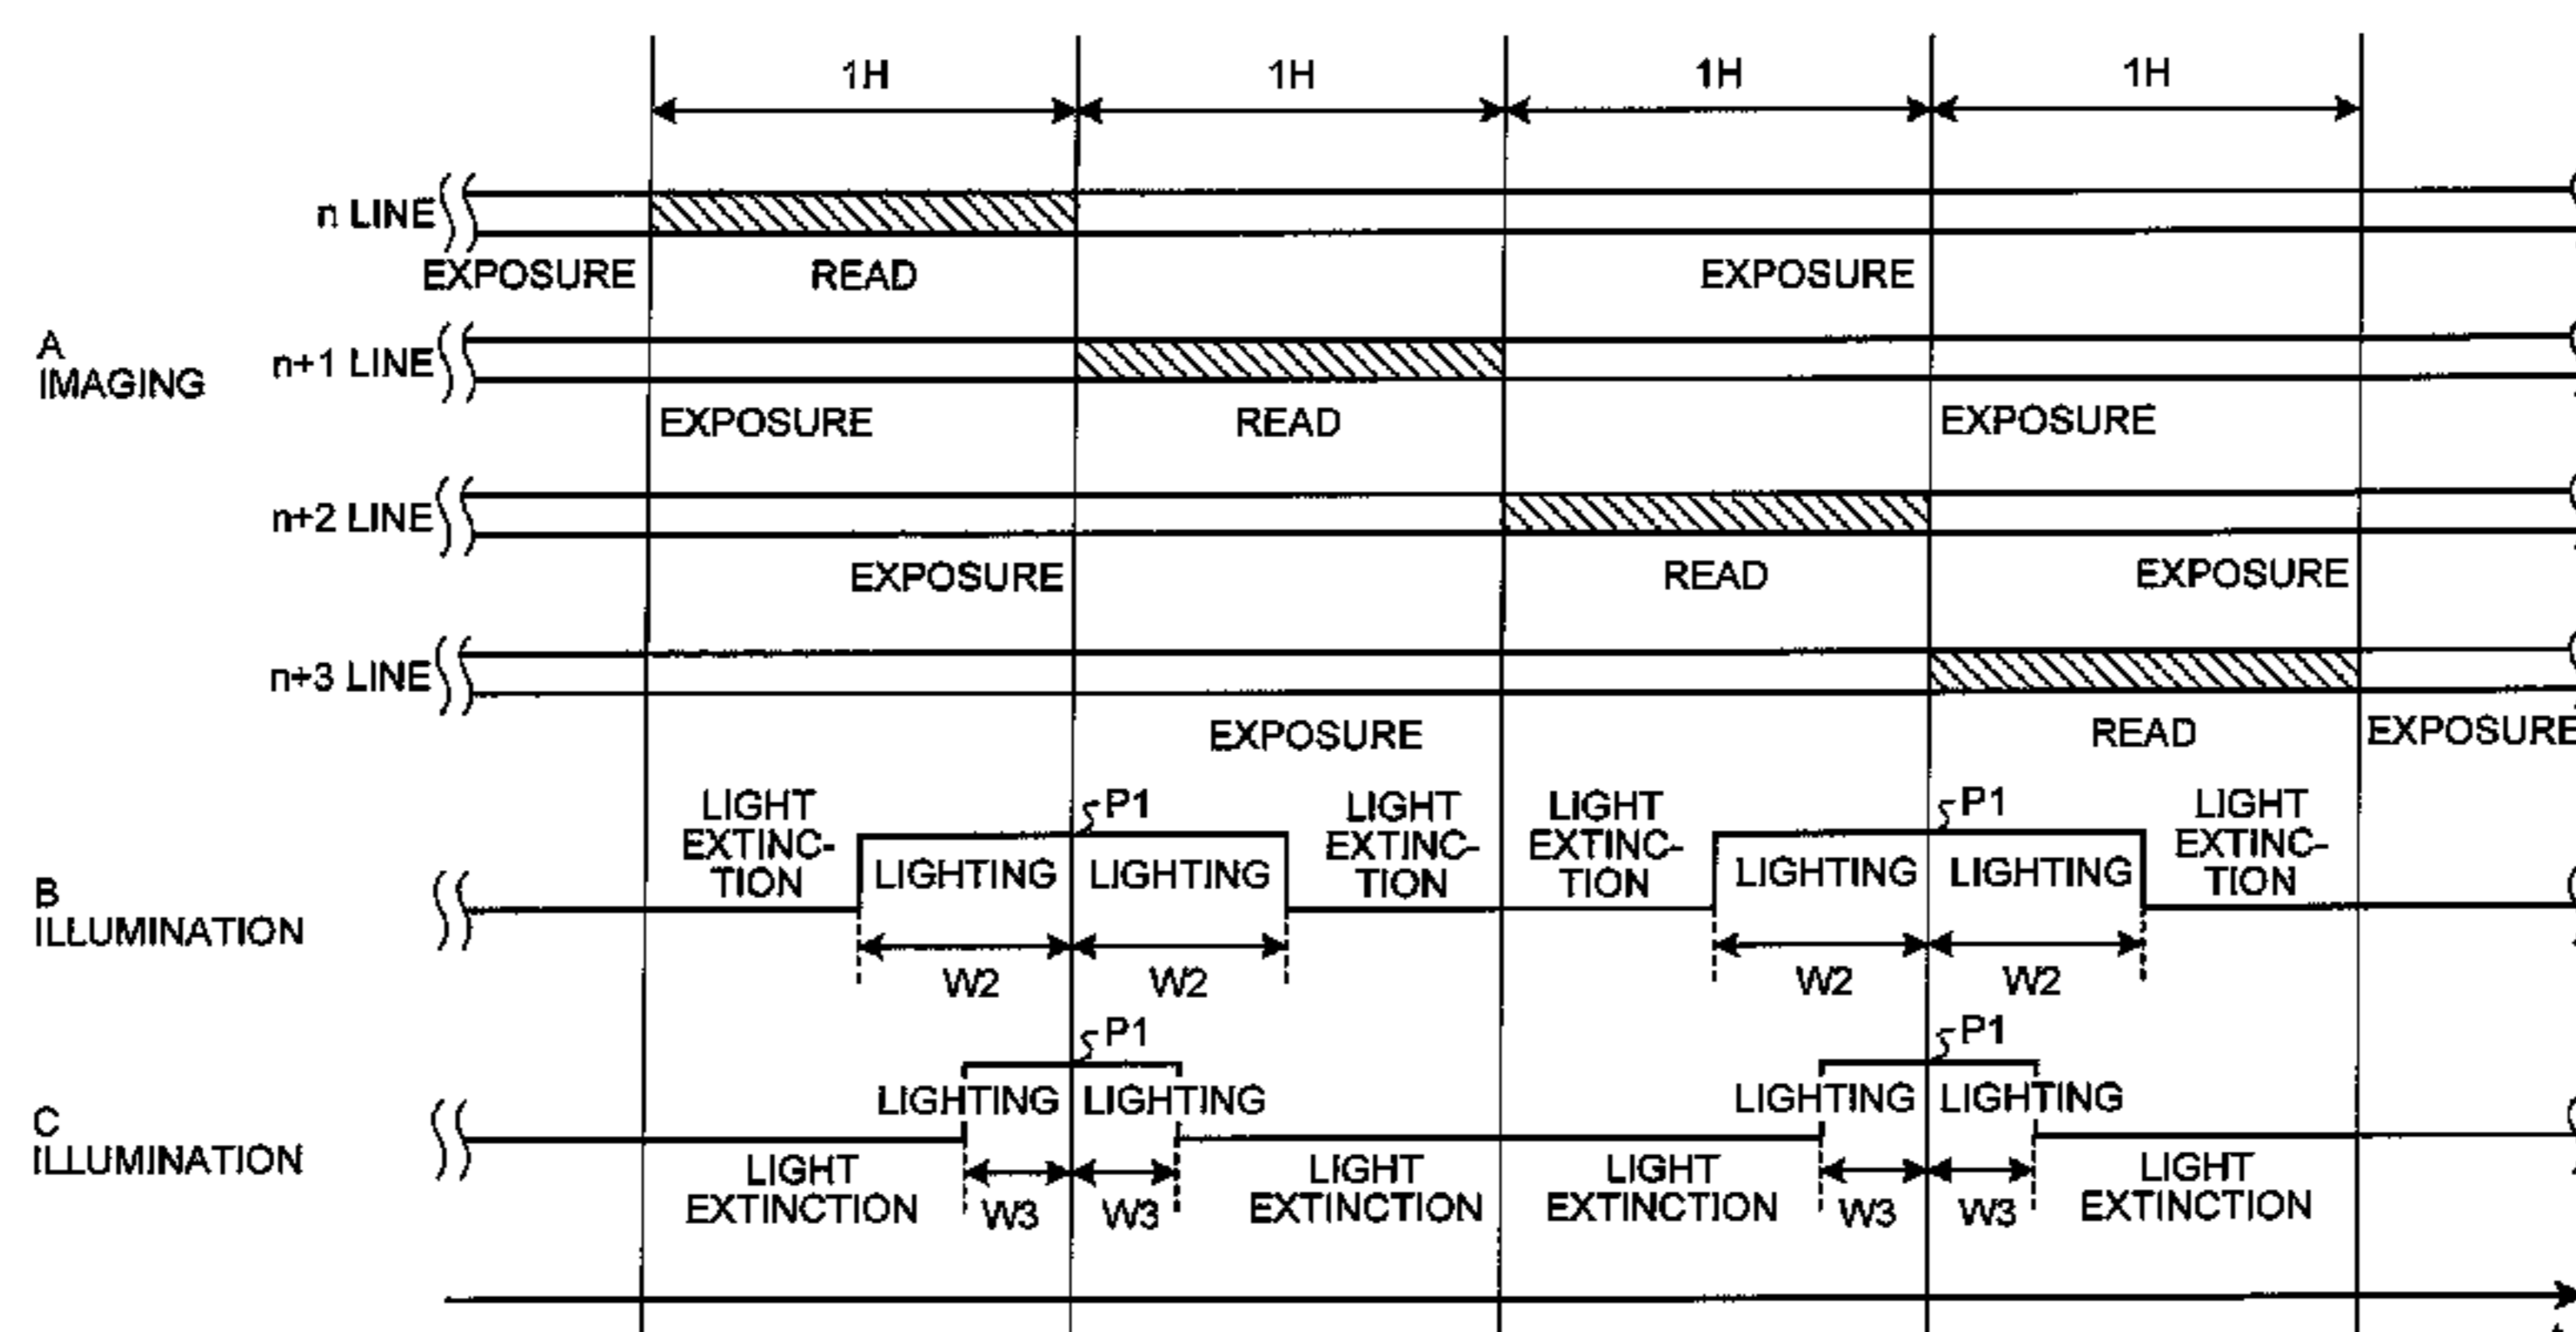 1H 1H 1H 1H
n LINE
EXPOSURE READ EXPOSURE
A
IMAGING
n+1 LINE
EXPOSURE READ EXPOSURE
n+2 LINE
EXPOSURE READ EXPOSURE
n+3 LINE
EXPOSURE READ EXPOSURE
B
ILLUMINATION
LIGHT
EXTINC-
TION
LIGHTING
P1
LIGHTING
LIGHT
EXTINC-
TION
LIGHT
EXTINC-
TION
LIGHTING
P1
LIGHTING
LIGHT
EXTINC-
TION
W2 W2 W2 W2
C
ILLUMINATION
P1 P1
LIGHTING LIGHTING LIGHTING LIGHTING
LIGHT
EXTINCTION
W3 W3
LIGHT
EXTINCTION
LIGHT
EXTINCTION
W3 W3
LIGHT
EXTINCTION